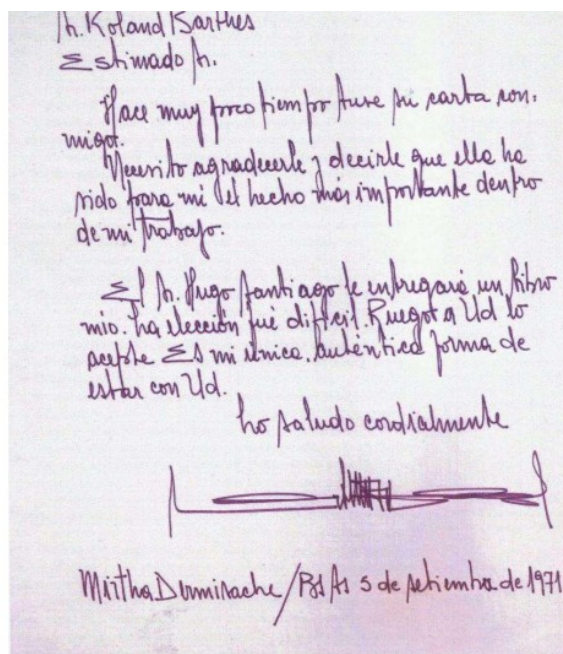 Sr. Roland Barthes
Estimado Sr.
Hace muy poco tiempo tuve su carta con-
migo.
Necesito agradecerle y decirle que ella ha
sido para mi el hecho más importante dentro
de mi trabajo.
El Sr. Hugo Santiago le entregará un libro
mio. La elección fué dificil. Ruego a Ud lo
acepte. Es mi única, auténtica forma de
estar con Ud.
Lo saludo cordialmente
Mirtha Dermisache / Bs As 5 de setiembre de 1971